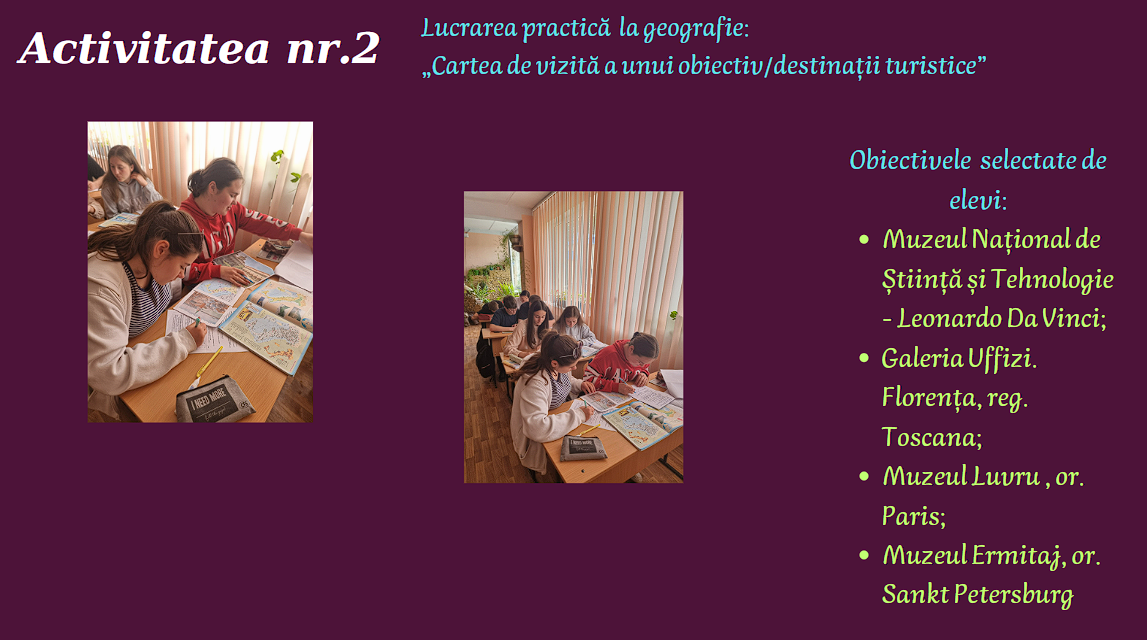 Activitatea nr.2
Lucrarea practică la geografie:
„Cartea de vizită a unui obiectiv/destinații turistice”
Obiectivele selectate de
elevi:
• Muzeul Național de
Știință și Tehnologie
- Leonardo Da Vinci;
• Galeria Uffizi.
Florența, reg.
Toscana;
• Muzeul Luvru , or.
Paris;
• Muzeul Ermitaj, or.
Sankt Petersburg
I NEED MORE